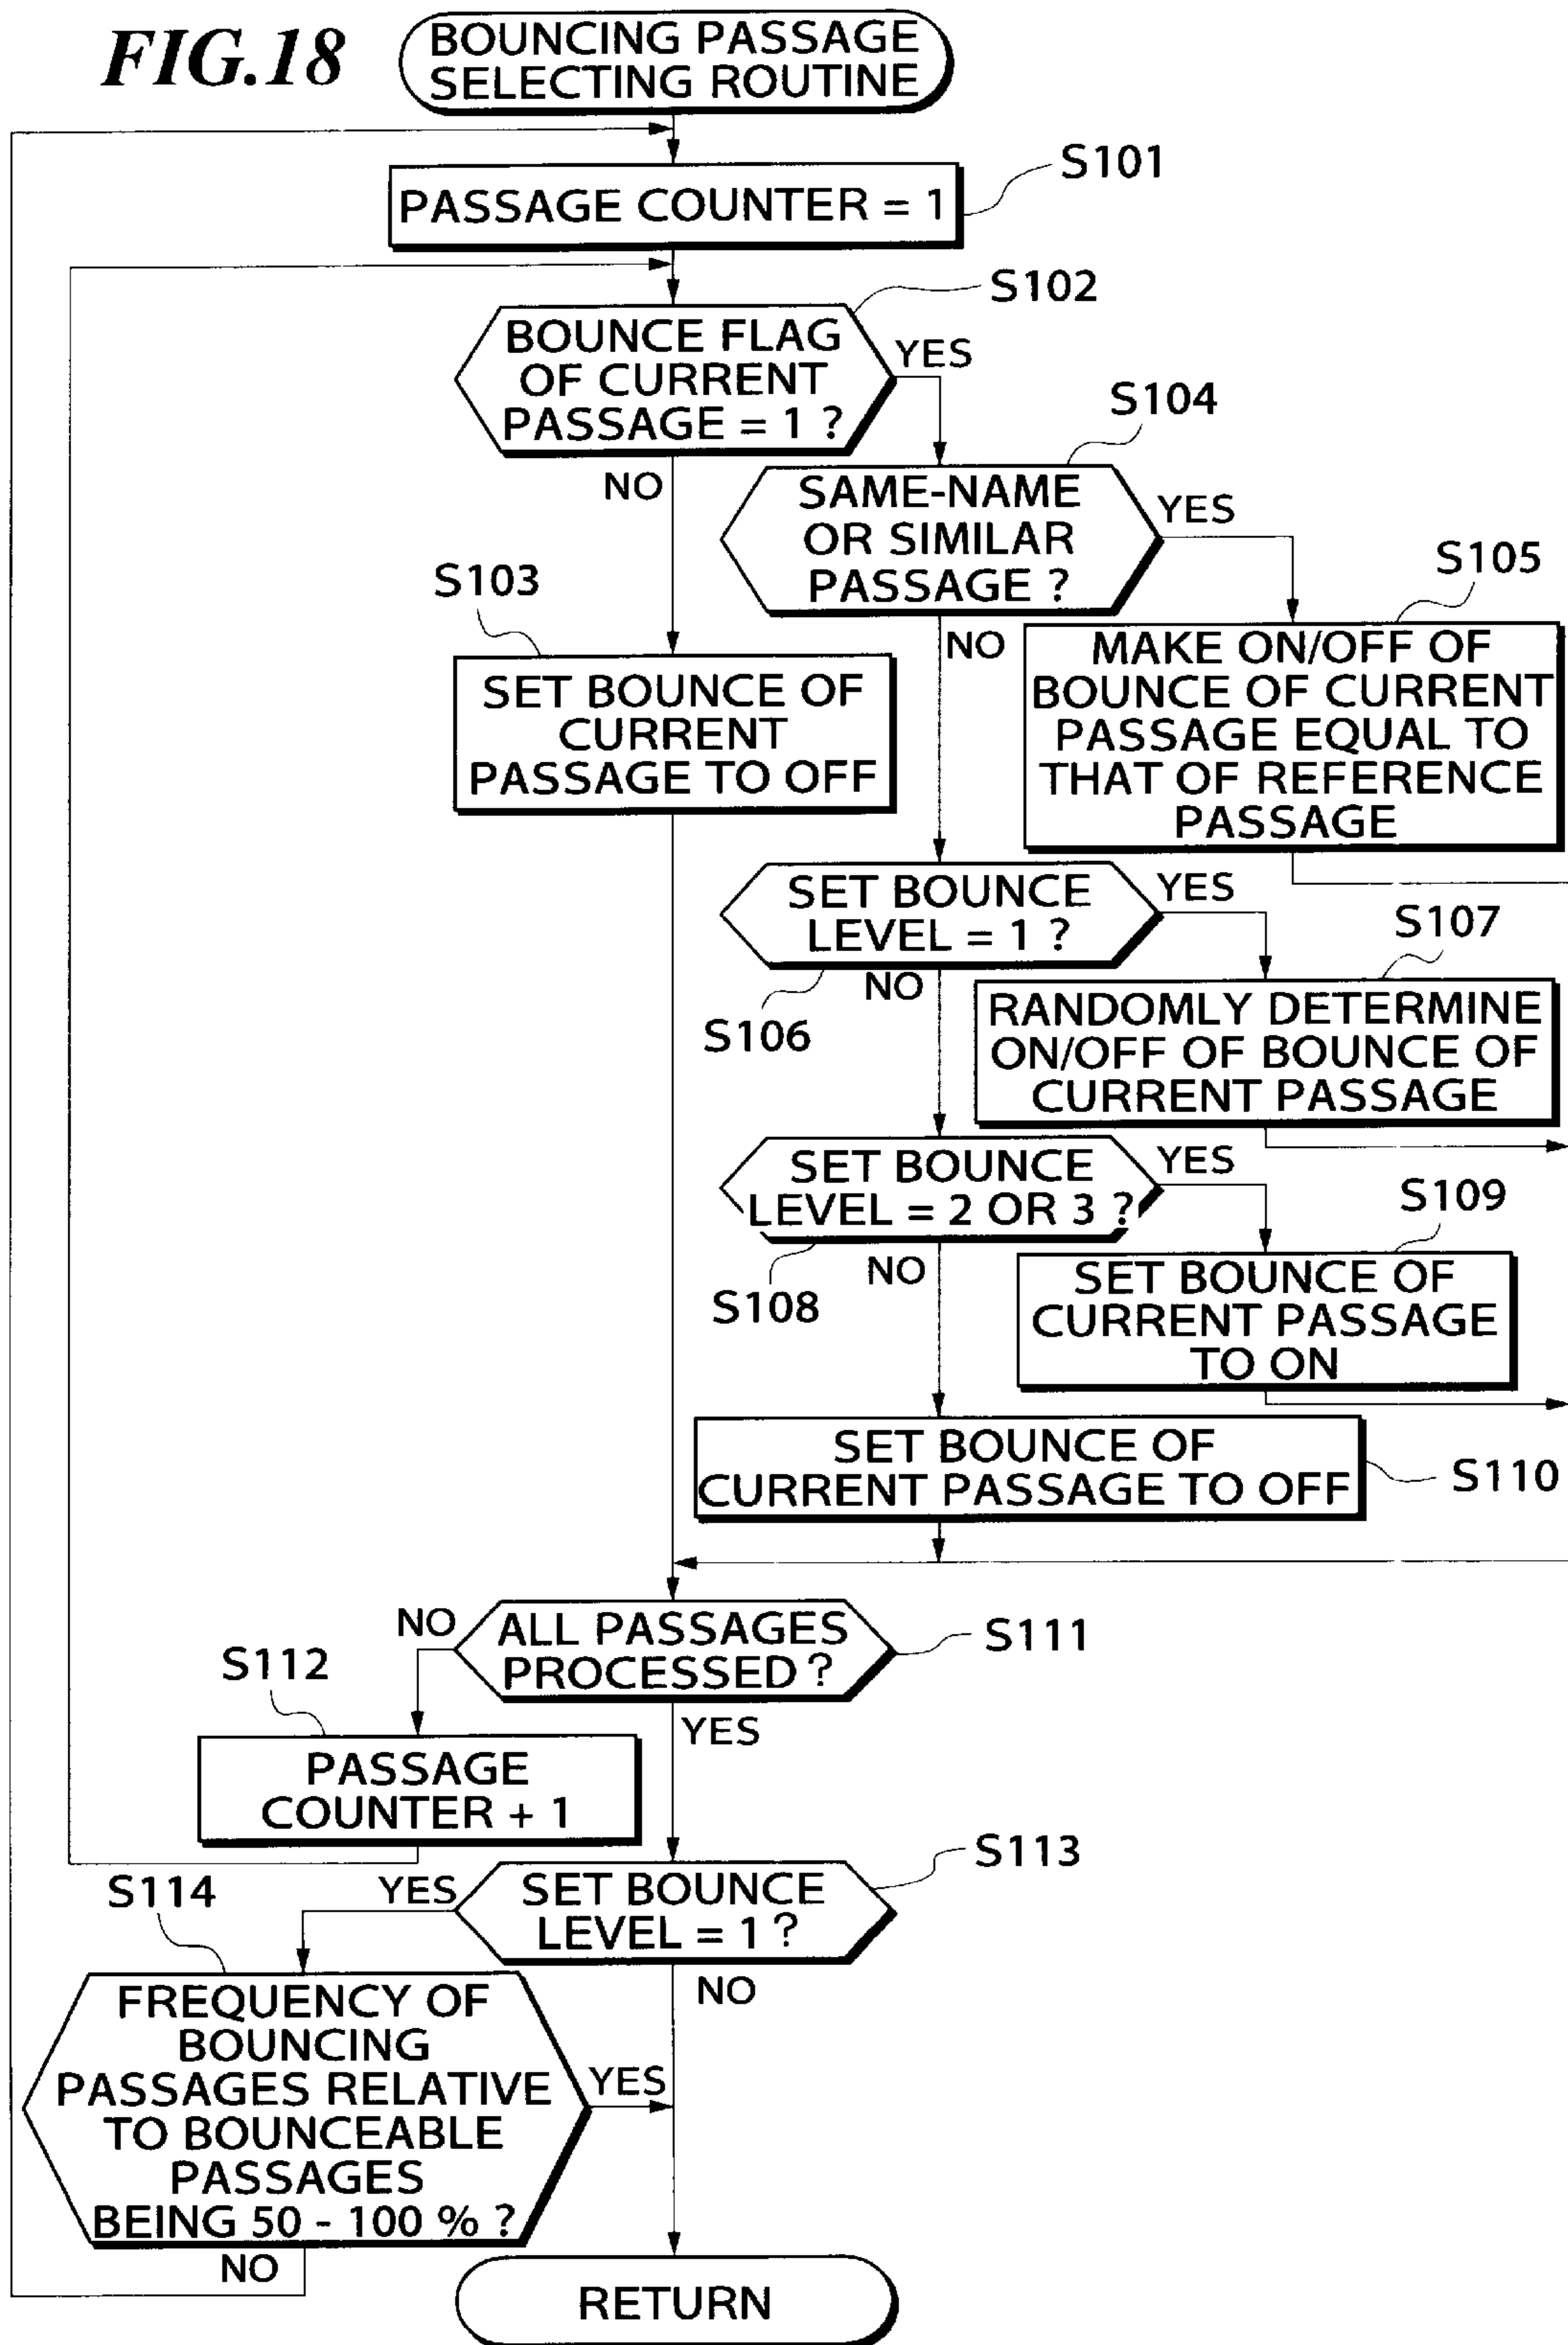 FIG.18
BOUNCING PASSAGE
SELECTING ROUTINE
S101
PASSAGE COUNTER = 1
S102
BOUNCE FLAG
OF CURRENT
PASSAGE = 1 ?
YES
NO
S104
SAME-NAME
OR SIMILAR
PASSAGE ?
YES
NO
S103
SET BOUNCE OF
CURRENT
PASSAGE TO OFF
S105
MAKE ON/OFF OF
BOUNCE OF CURRENT
PASSAGE EQUAL TO
THAT OF REFERENCE
PASSAGE
SET BOUNCE
LEVEL = 1 ?
YES
NO
S106
S107
RANDOMLY DETERMINE
ON/OFF OF BOUNCE OF
CURRENT PASSAGE
SET BOUNCE
LEVEL = 2 OR 3 ?
YES
NO
S108
S109
SET BOUNCE OF
CURRENT PASSAGE
TO ON
SET BOUNCE OF
CURRENT PASSAGE TO OFF
S110
ALL PASSAGES
PROCESSED ?
NO
S111
YES
S112
PASSAGE
COUNTER + 1
S113
SET BOUNCE
LEVEL = 1 ?
YES
NO
S114
FREQUENCY OF
BOUNCING
PASSAGES RELATIVE
TO BOUNCEABLE
PASSAGES
BEING 50 - 100 % ?
YES
NO
RETURN